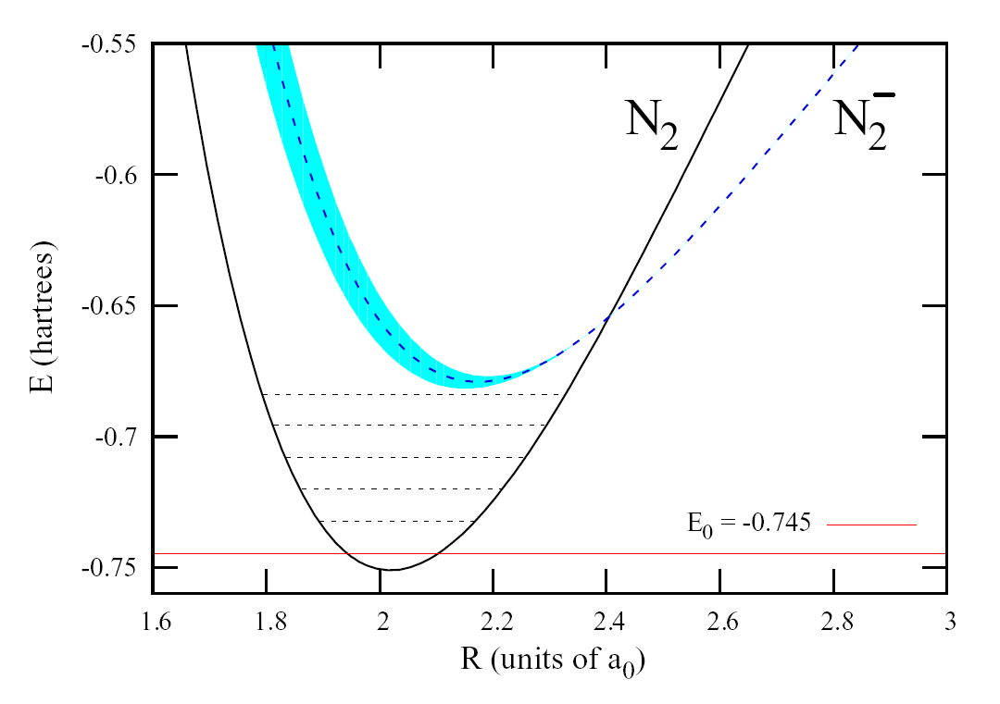 -0.55
-0.6
-0.65
-0.7
-0.75
E (hartrees)
N₂
N₂⁻
E₀ = -0.745
1.6 1.8 2 2.2 2.4 2.6 2.8 3
R (units of a₀)